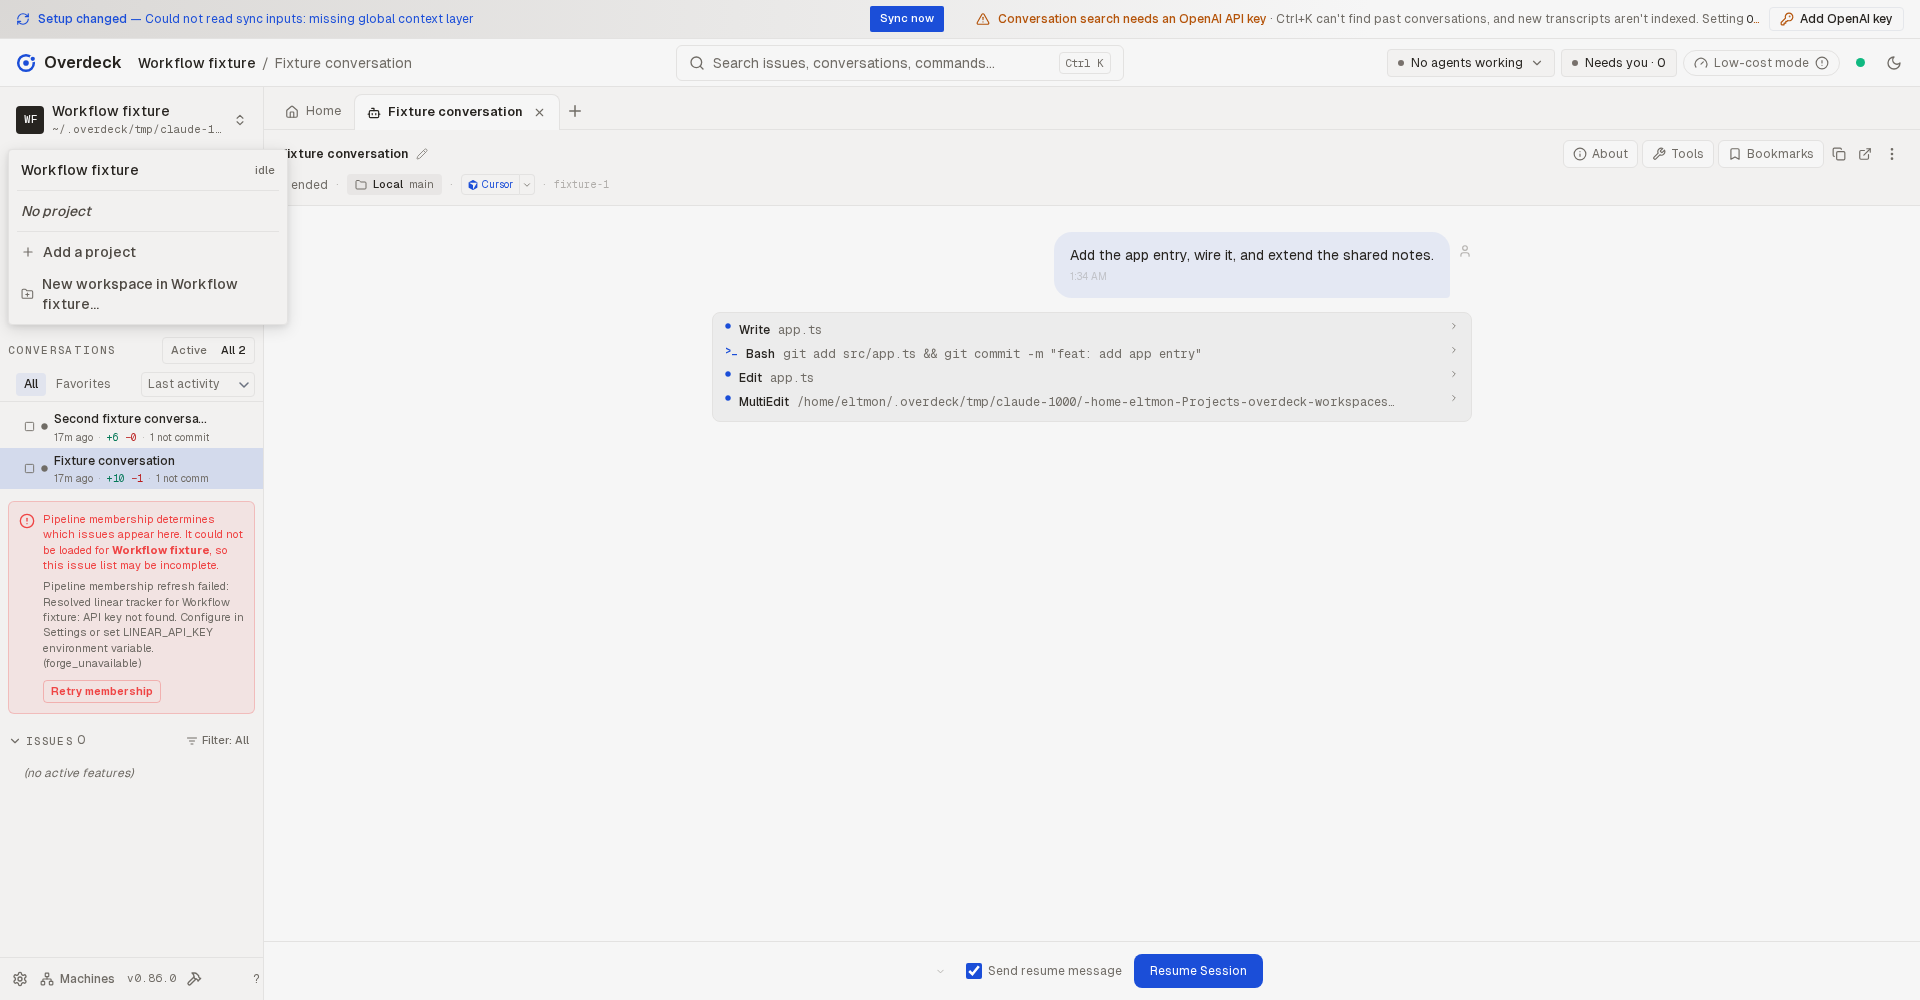 Setup changed — Could not read sync inputs: missing global context layer
Sync now
Conversation search needs an OpenAI API key · Ctrl+K can't find past conversations, and new transcripts aren't indexed. Setting o…
Add OpenAI key
Overdeck
Workflow fixture / Fixture conversation
Search issues, conversations, commands...
Ctrl K
No agents working
Needs you · 0
Low-cost mode
WF
Workflow fixture
~/.overdeck/tmp/claude-1…
Home
Fixture conversation
Workflow fixture
idle
No project
Add a project
New workspace in Workflow
fixture...
ixture conversation
About
Tools
Bookmarks
ended · Local main · Cursor · fixture-1
Add the app entry, wire it, and extend the shared notes.
1:34 AM
Write app.ts
>_ Bash git add src/app.ts && git commit -m "feat: add app entry"
Edit app.ts
MultiEdit /home/eltmon/.overdeck/tmp/claude-1000/-home-eltmon-Projects-overdeck-workspaces…
CONVERSATIONS
Active
All 2
All
Favorites
Last activity
Second fixture conversa...
17m ago · +6 −0 · 1 not commit
Fixture conversation
17m ago · +10 −1 · 1 not comm
Pipeline membership determines
which issues appear here. It could not
be loaded for Workflow fixture, so
this issue list may be incomplete.
Pipeline membership refresh failed:
Resolved linear tracker for Workflow
fixture: API key not found. Configure in
Settings or set LINEAR_API_KEY
environment variable.
(forge_unavailable)
Retry membership
ISSUES 0
Filter: All
(no active features)
Machines
v0.86.0
?
Send resume message
Resume Session